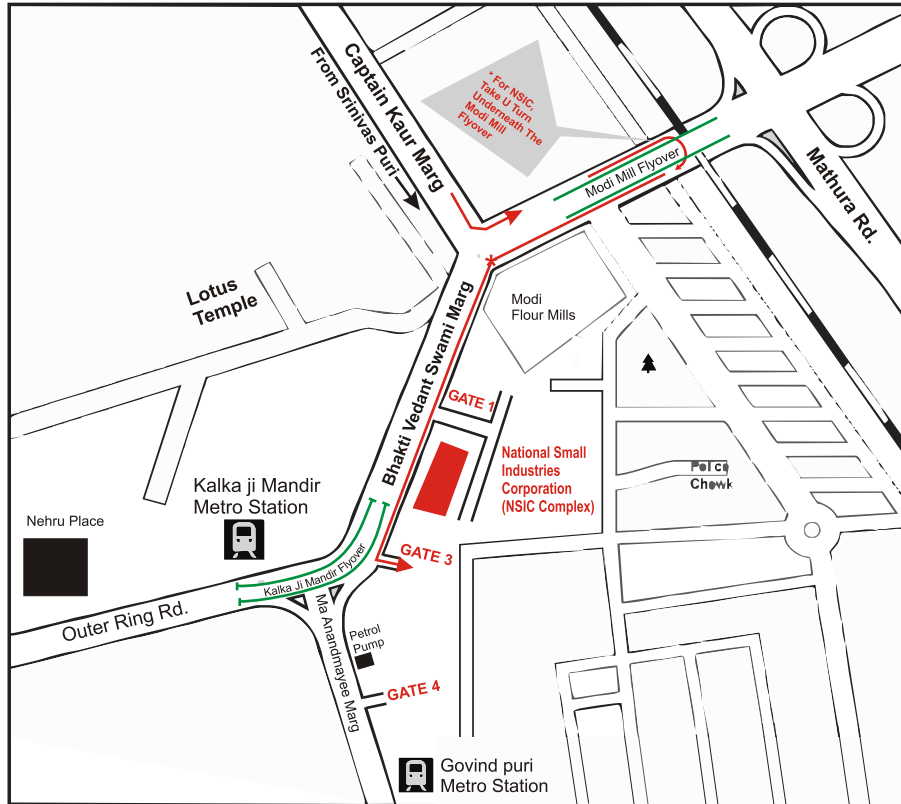 Captain Kaur Marg
From Srinivas Puri
* For NSIC,
Take U Turn
Underneath The
Modi Mill
Flyover
Modi Mill Flyover
Mathura Rd.
Lotus
Temple
Modi
Flour Mills
Bhakti Vedant Swami Marg
GATE 1
National Small
Industries
Corporation
(NSIC Complex)
Chowk
Kalka ji Mandir
Metro Station
Nehru Place
GATE 3
Kalka Ji Mandir Flyover
Outer Ring Rd.
Ma Anandmayee Marg
Petrol
Pump
GATE 4
Govind puri
Metro Station